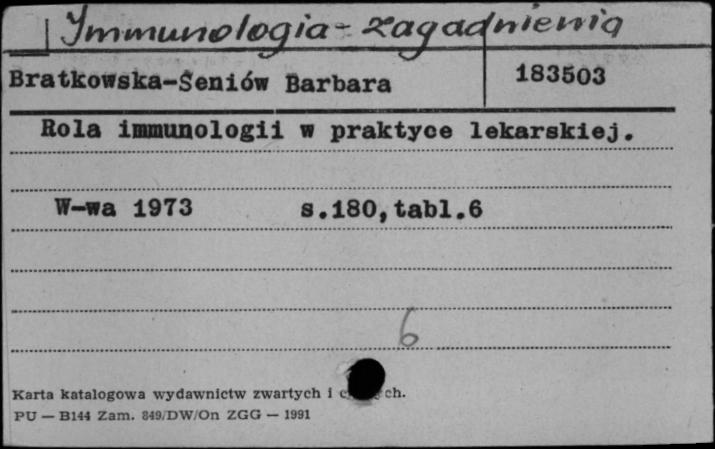 Immunologia - zagadnienia
Bratkowska-Seniów Barbara 183503
Rola immunologii w praktyce lekarskiej.
W-wa 1973 s.180,tabl.6
6
Karta katalogowa wydawnictw zwartych i
PU — B144 Zam. 849/DW/On ZGG — 1991